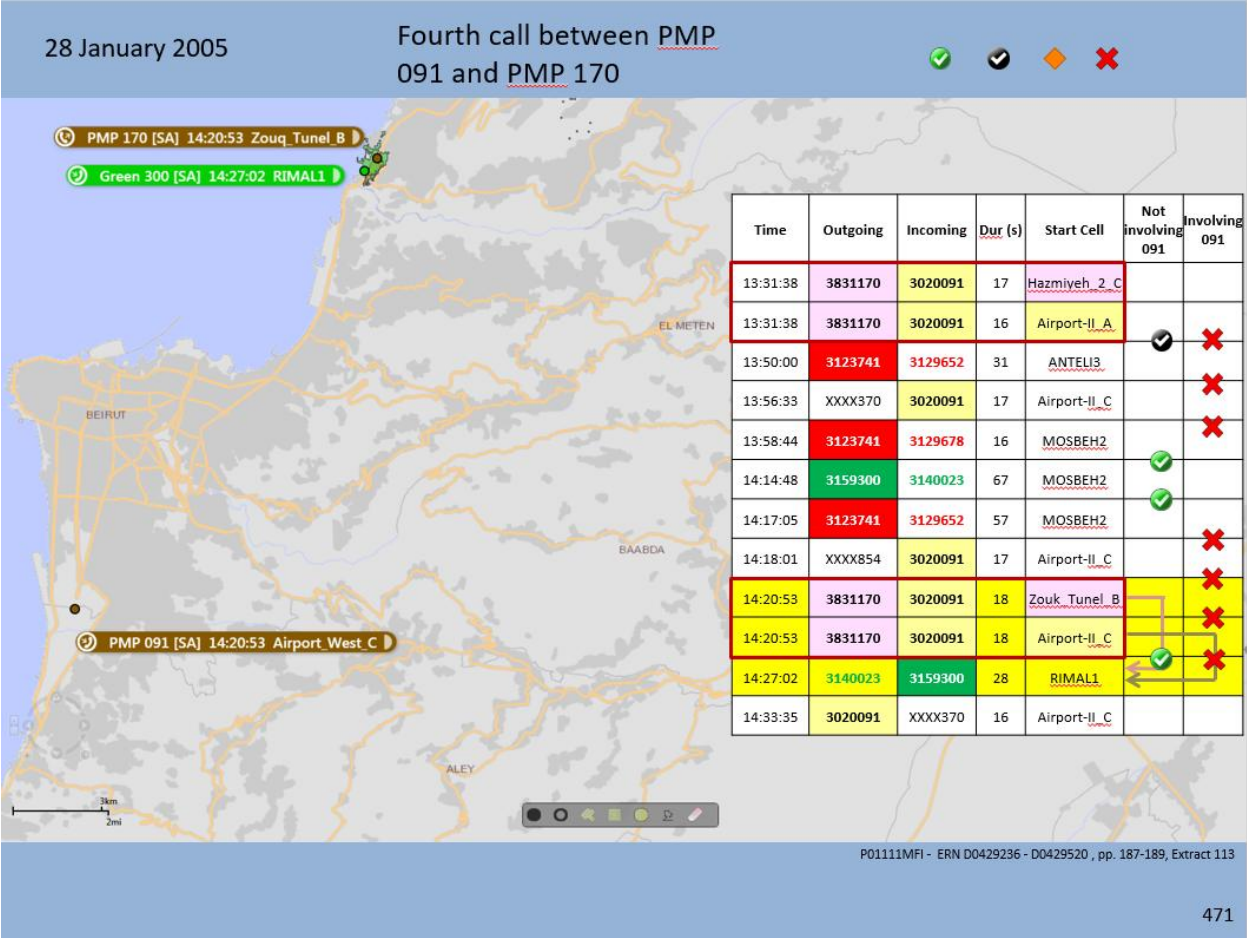 28 January 2005
Fourth call between PMP
091 and PMP 170
PMP 170 [SA] 14:20:53 Zouq_Tunel_B
Green 300 [SA] 14:27:02 RIMAL1
EL METEN
BEIRUT
BAABDA
PMP 091 [SA] 14:20:53 Airport_West_C
ALEY
3km
2mi
Time Outgoing Incoming Dur (s) Start Cell Not involving 091 Involving 091
13:31:38 3831170 3020091 17 Hazmiyeh_2_C
13:31:38 3831170 3020091 16 Airport-II_A
13:50:00 3123741 3129652 31 ANTELI3
13:56:33 XXXX370 3020091 17 Airport-II_C
13:58:44 3123741 3129678 16 MOSBEH2
14:14:48 3159300 3140023 67 MOSBEH2
14:17:05 3123741 3129652 57 MOSBEH2
14:18:01 XXXX854 3020091 17 Airport-II_C
14:20:53 3831170 3020091 18 Zouk_Tunel_B
14:20:53 3831170 3020091 18 Airport-II_C
14:27:02 3140023 3159300 28 RIMAL1
14:33:35 3020091 XXXX370 16 Airport-II_C
P01111MFI - ERN D0429236 - D0429520 , pp. 187-189, Extract 113
471